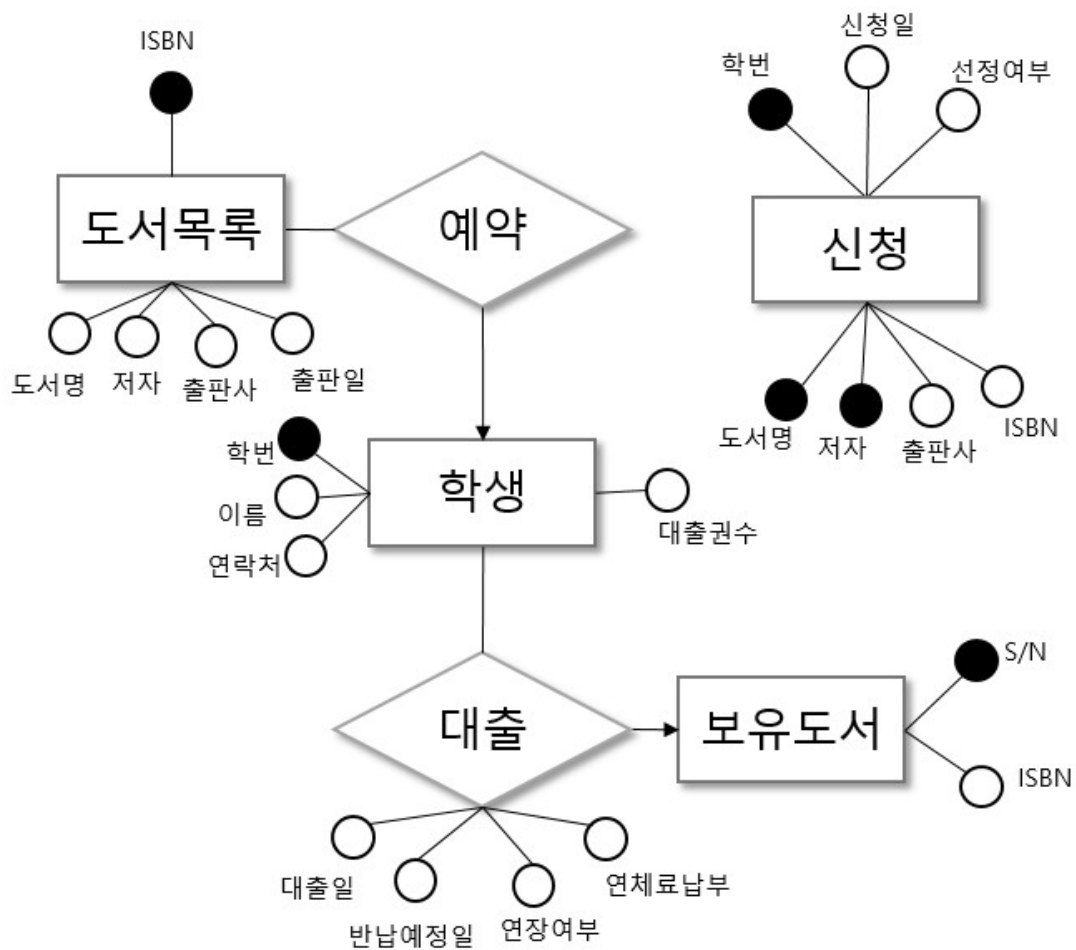 ISBN
도서목록
도서명
저자
출판사
출판일
예약
학번
신청일
선정여부
신청
도서명
저자
출판사
ISBN
학번
이름
연락처
학생
대출권수
대출
대출일
반납예정일
연장여부
연체료납부
보유도서
S/N
ISBN